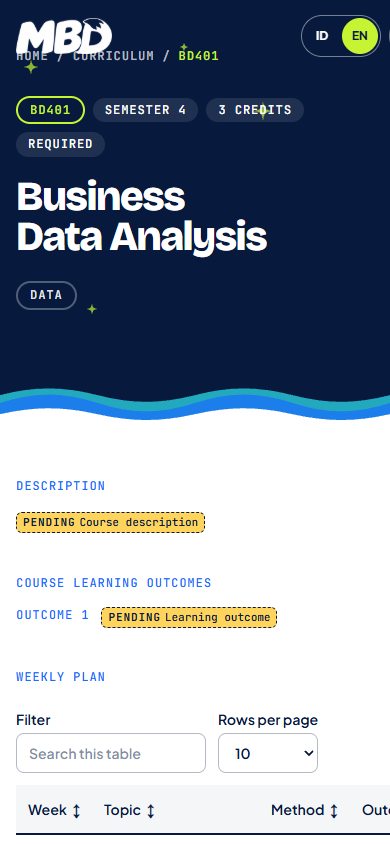 MBD
ID EN
HOME / CURRICULUM / BD401
BD401 SEMESTER 4 3 CREDITS
REQUIRED
Business
Data Analysis
DATA
DESCRIPTION
PENDING Course description
COURSE LEARNING OUTCOMES
OUTCOME 1 PENDING Learning outcome
WEEKLY PLAN
Filter Rows per page
Search this table 10
Week Topic Method Outc